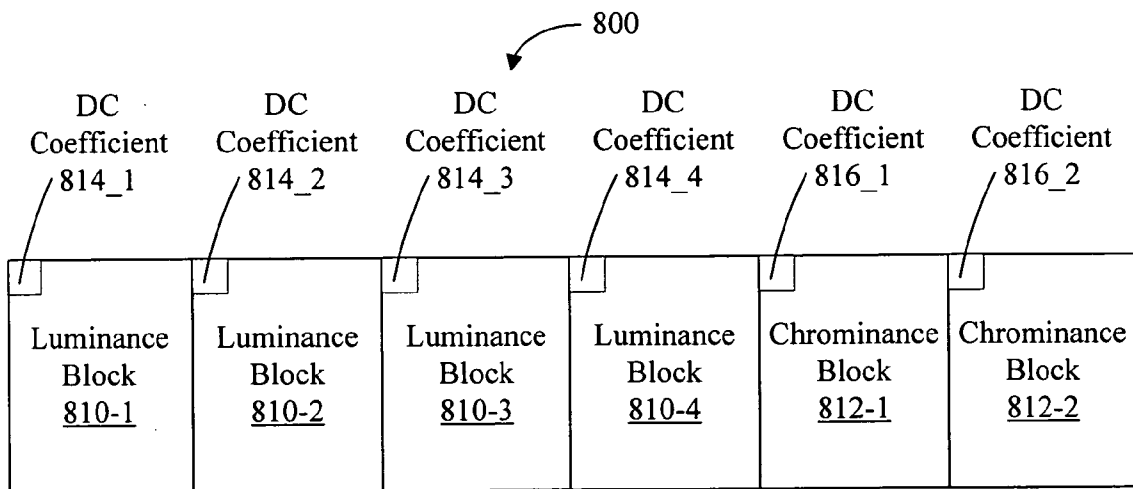 800
DC
Coefficient
814_1
DC
Coefficient
814_2
DC
Coefficient
814_3
DC
Coefficient
814_4
DC
Coefficient
816_1
DC
Coefficient
816_2
Luminance
Block
810-1
Luminance
Block
810-2
Luminance
Block
810-3
Luminance
Block
810-4
Chrominance
Block
812-1
Chrominance
Block
812-2